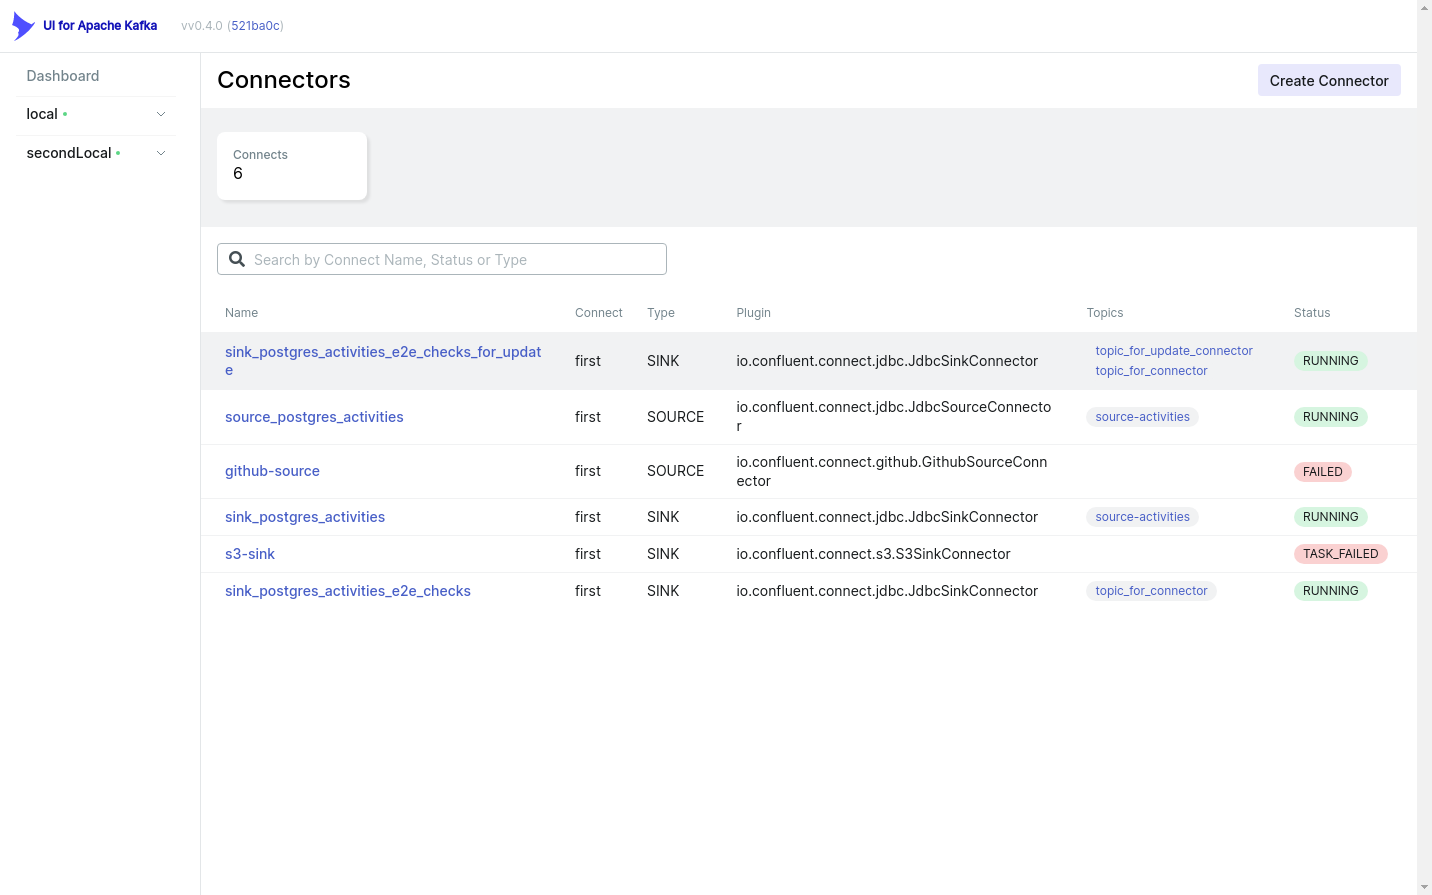 UI for Apache Kafka vv0.4.0 (521ba0c)
Dashboard
local
secondLocal
Connectors
Create Connector
Connects
6
Search by Connect Name, Status or Type
Name Connect Type Plugin Topics Status
sink_postgres_activities_e2e_checks_for_updat
e
first SINK io.confluent.connect.jdbc.JdbcSinkConnector
topic_for_update_connector
topic_for_connector
RUNNING
source_postgres_activities first SOURCE
io.confluent.connect.jdbc.JdbcSourceConnecto
r
source-activities RUNNING
github-source first SOURCE
io.confluent.connect.github.GithubSourceConn
ector
FAILED
sink_postgres_activities first SINK io.confluent.connect.jdbc.JdbcSinkConnector source-activities RUNNING
s3-sink first SINK io.confluent.connect.s3.S3SinkConnector TASK_FAILED
sink_postgres_activities_e2e_checks first SINK io.confluent.connect.jdbc.JdbcSinkConnector topic_for_connector RUNNING